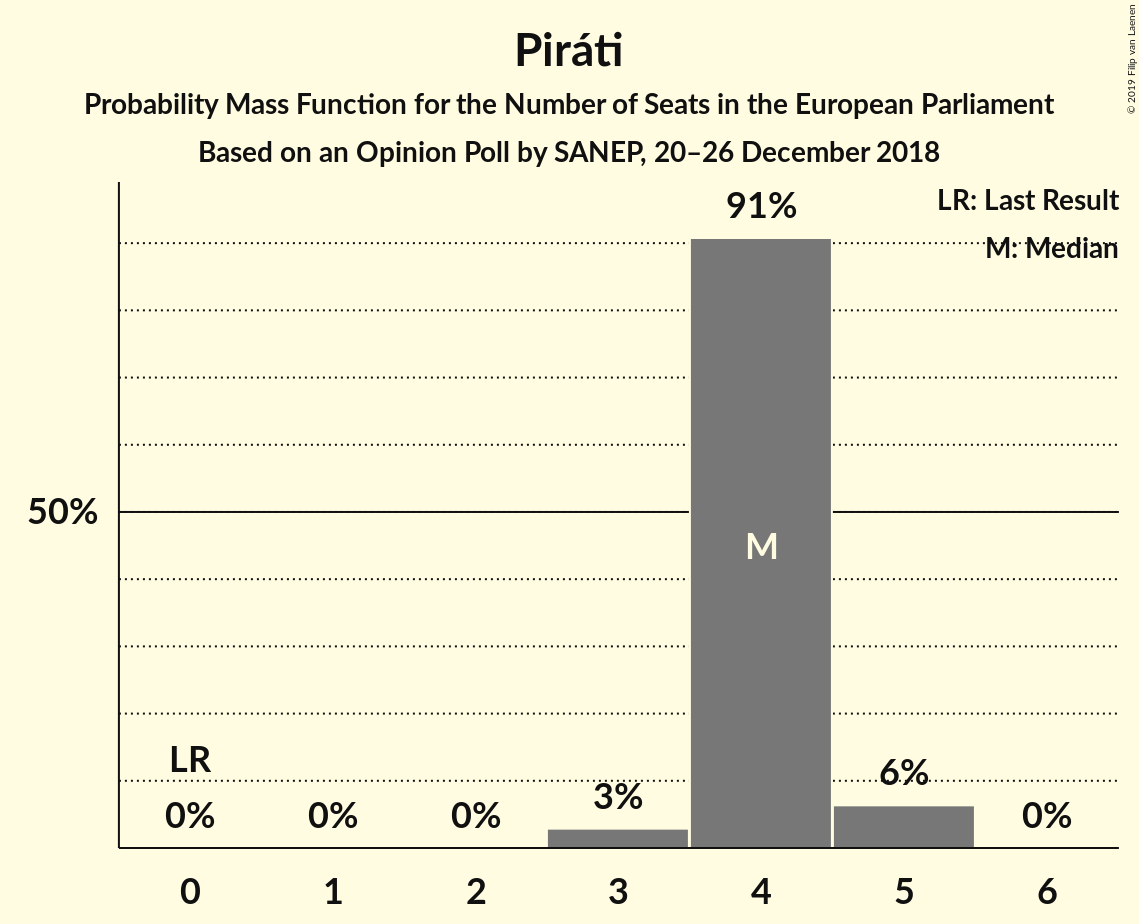 Piráti
Probability Mass Function for the Number of Seats in the European Parliament
Based on an Opinion Poll by SANEP, 20–26 December 2018
© 2019 Filip van Laenen
LR: Last Result
M: Median
91%
50%
M
LR
0%
0%
0%
3%
6%
0%
0 1 2 3 4 5 6